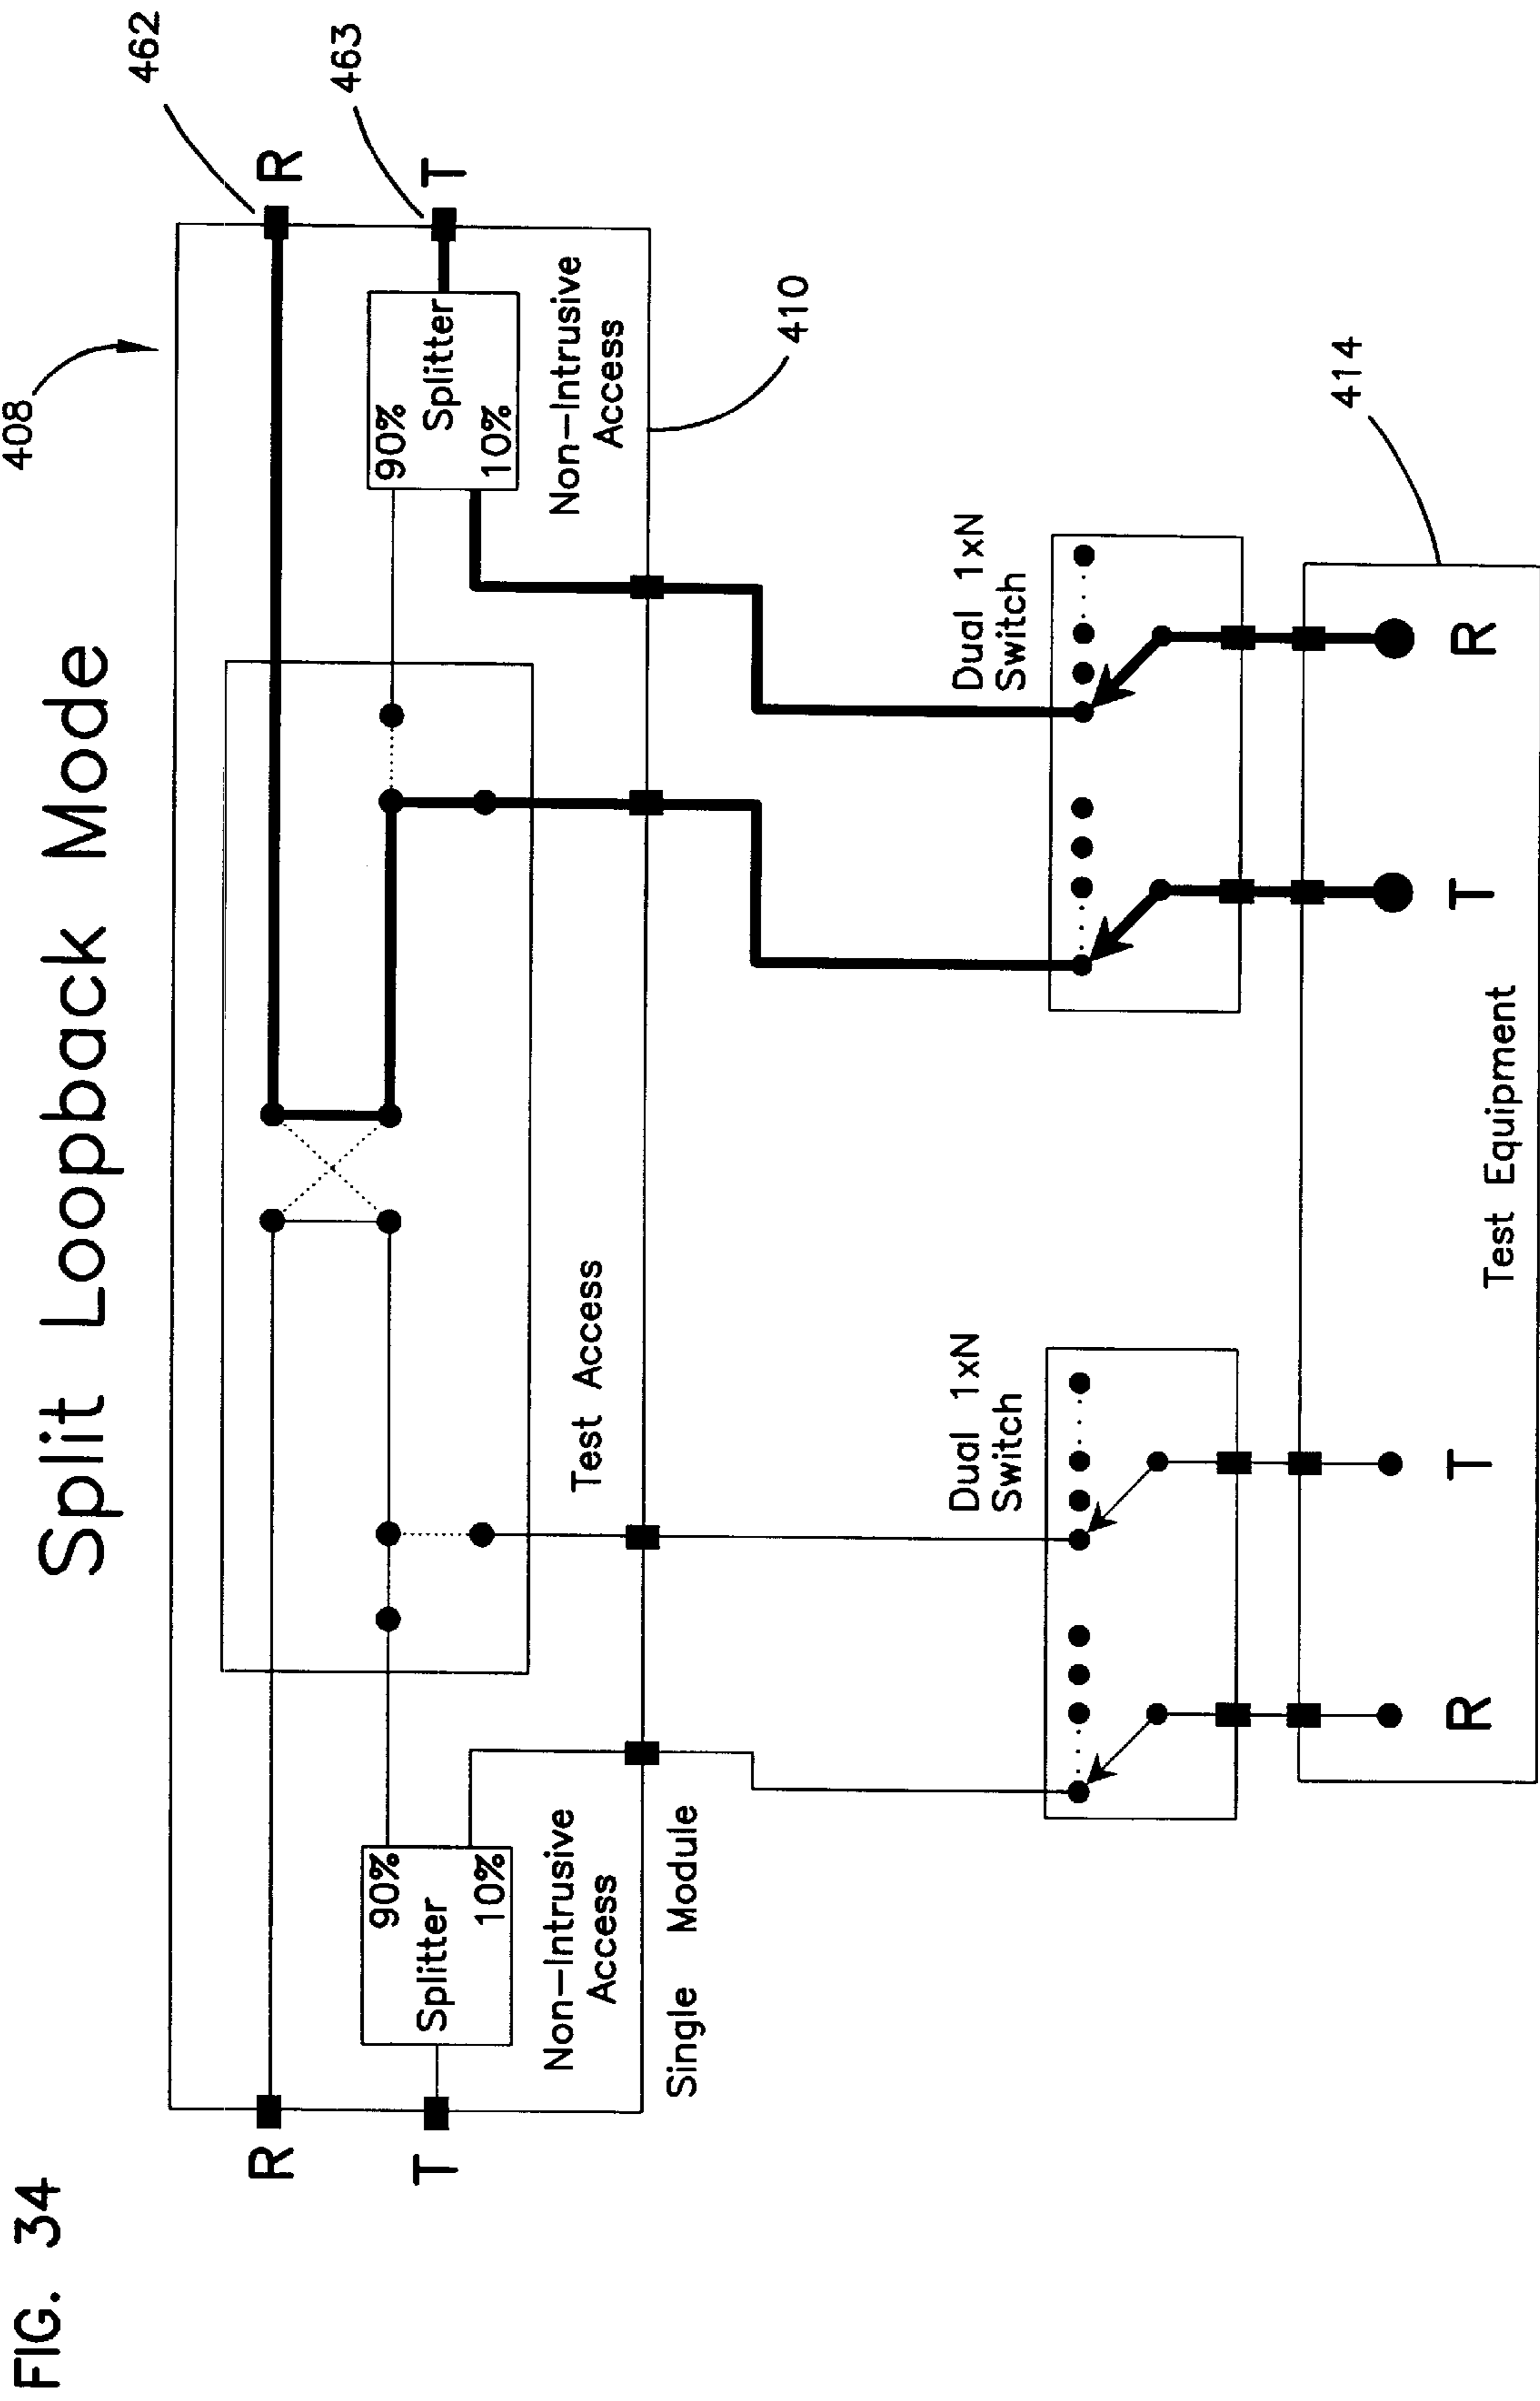 FIG. 34
Split Loopback Mode
408
462
463
R
T
R
T
90%
Splitter
10%
90%
Splitter
10%
Non-Intrusive
Access
Test Access
Non-Intrusive
Access
Single Module
410
Dual 1xN
Switch
Dual 1xN
Switch
414
R
T
T
R
Test Equipment